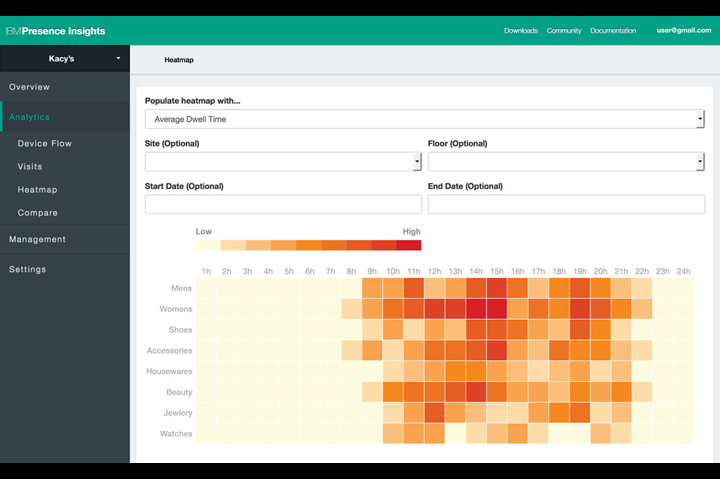 BMPresence Insights
Downloads Community Documentation user@gmail.com
Kacy's
Heatmap
Overview
Analytics
Device Flow
Visits
Heatmap
Compare
Management
Settings
Populate heatmap with...
Average Dwell Time
Site (Optional) Floor (Optional)
Start Date (Optional) End Date (Optional)
Low High
1h 2h 3h 4h 5h 6h 7h 8h 9h 10h 11h 12h 13h 14h 15h 16h 17h 18h 19h 20h 21h 22h 23h 24h
Mens
Womens
Shoes
Accessories
Housewares
Beauty
Jewlery
Watches